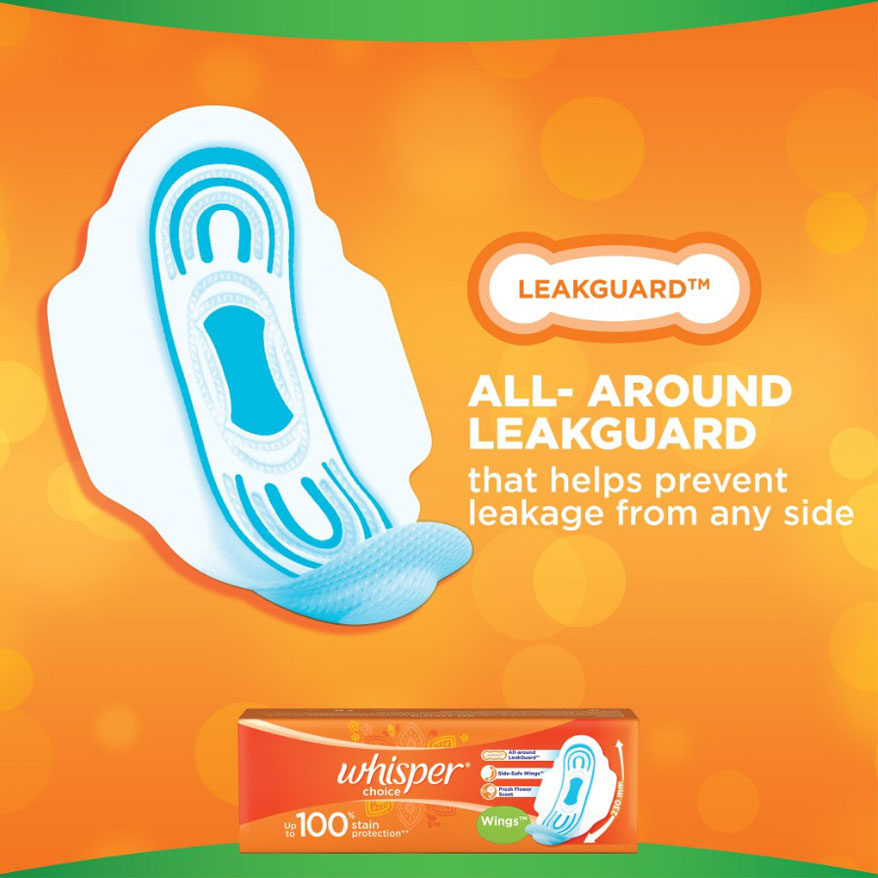 LEAKGUARD™
ALL- AROUND
LEAKGUARD
that helps prevent
leakage from any side
whisper®
choice
Up to 100% stain protection**
All-around
LeakGuard™
Side-Safe Wings™
Fresh Flower
Scent
Wings™
230 mm